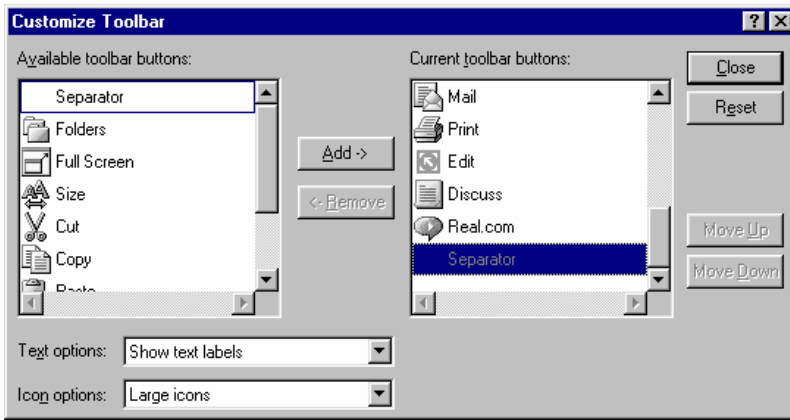 Customize Toolbar
Available toolbar buttons:
Separator
Folders
Full Screen
Size
Cut
Copy
Paste
Add ->
<- Remove
Current toolbar buttons:
Mail
Print
Edit
Discuss
Real.com
Separator
Close
Reset
Move Up
Move Down
Text options: Show text labels
Icon options: Large icons